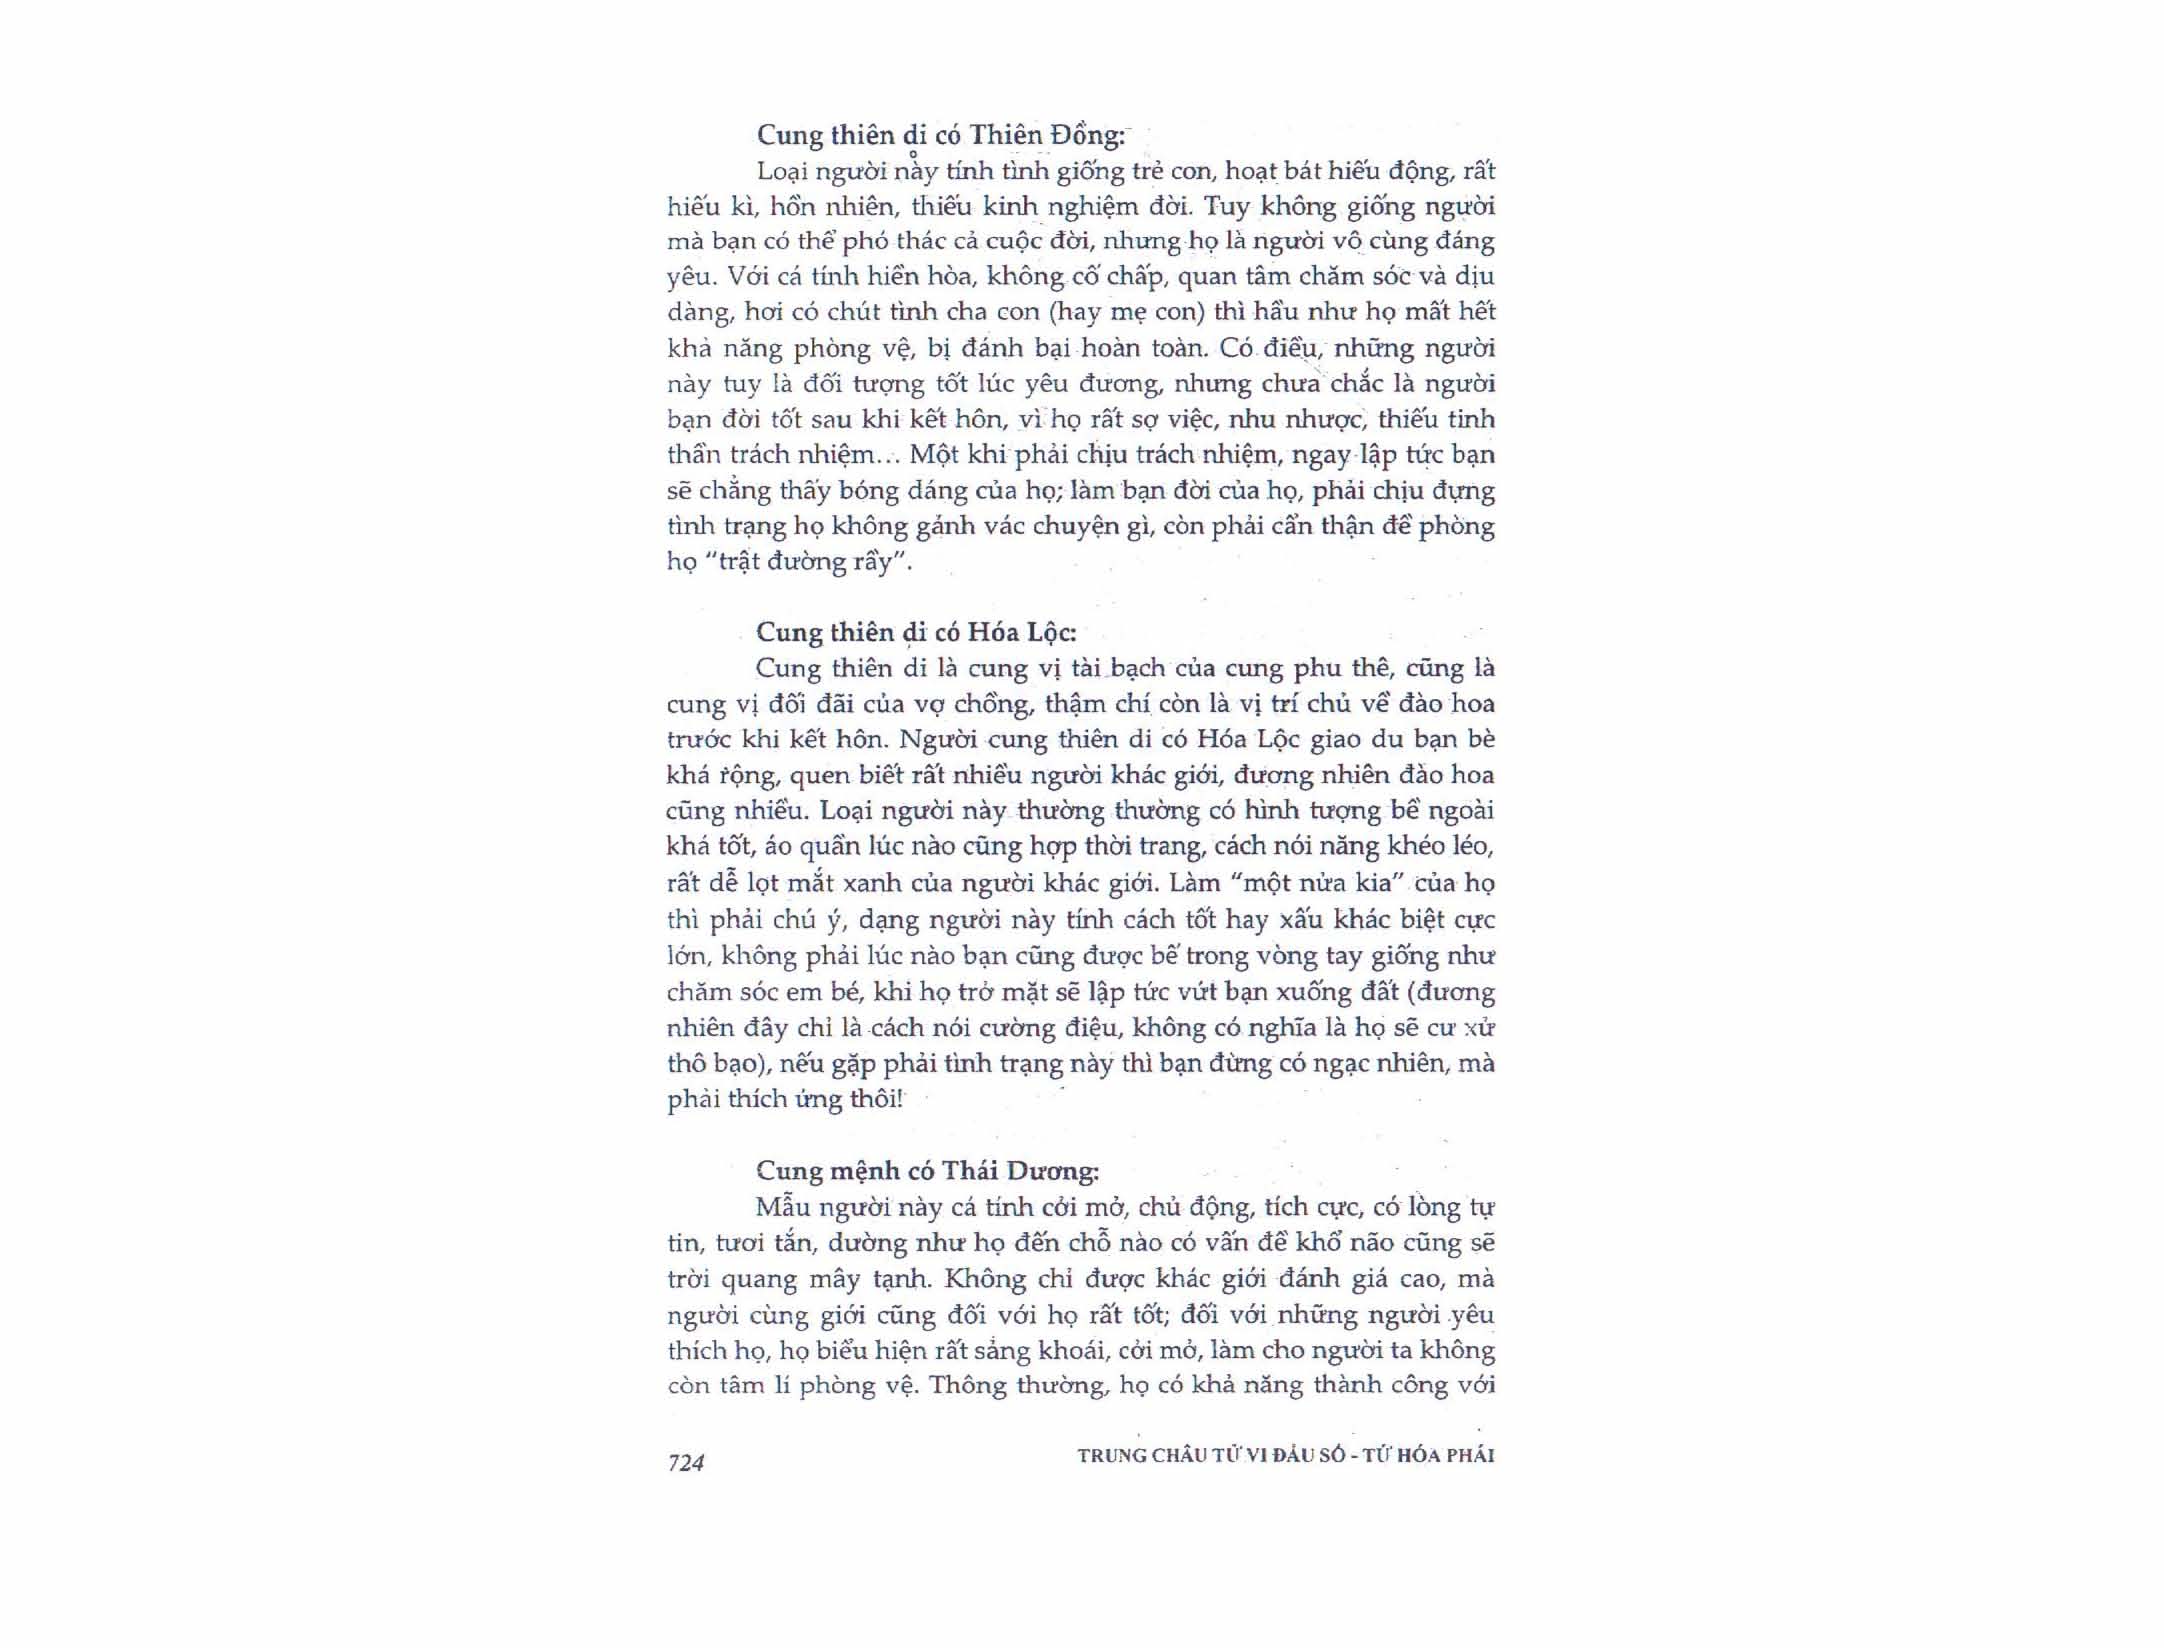 Cung thiên di có Thiên Đồng:
Loại người này tính tình giống trẻ con, hoạt bát hiếu động, rất
hiếu kì, hồn nhiên, thiếu kinh nghiệm đời. Tuy không giống người
mà bạn có thể phó thác cả cuộc đời, nhưng họ là người vô cùng đáng
yêu. Với cá tính hiền hòa, không cố chấp, quan tâm chăm sóc và dịu
dàng, hơi có chút tình cha con (hay mẹ con) thì hầu như họ mất hết
khả năng phòng vệ, bị đánh bại hoàn toàn. Có điều, những người
này tuy là đối tượng tốt lúc yêu đương, nhưng chưa chắc là người
bạn đời tốt sau khi kết hôn, vì họ rất sợ việc, nhu nhược, thiếu tinh
thần trách nhiệm... Một khi phải chịu trách nhiệm, ngay lập tức bạn
sẽ chẳng thấy bóng dáng của họ; làm bạn đời của họ, phải chịu đựng
tình trạng họ không gánh vác chuyện gì, còn phải cẩn thận đề phòng
họ "trật đường rầy".
Cung thiên di có Hóa Lộc:
Cung thiên di là cung vị tài bạch của cung phu thê, cũng là
cung vị đối đãi của vợ chồng, thậm chí còn là vị trí chủ về đào hoa
trước khi kết hôn. Người cung thiên di có Hóa Lộc giao du bạn bè
khá rộng, quen biết rất nhiều người khác giới, đương nhiên đào hoa
cũng nhiều. Loại người này thường thường có hình tượng bề ngoài
khá tốt, áo quần lúc nào cũng hợp thời trang, cách nói năng khéo léo,
rất dễ lọt mắt xanh của người khác giới. Làm "một nửa kia" của họ
thì phải chú ý, dạng người này tính cách tốt hay xấu khác biệt cực
lớn, không phải lúc nào bạn cũng được bế trong vòng tay giống như
chăm sóc em bé, khi họ trở mặt sẽ lập tức vứt bạn xuống đất (đương
nhiên đây chỉ là cách nói cường điệu, không có nghĩa là họ sẽ cư xử
thô bạo), nếu gặp phải tình trạng này thì bạn đừng có ngạc nhiên, mà
phải thích ứng thôi!
Cung mệnh có Thái Dương:
Mẫu người này cá tính cởi mở, chủ động, tích cực, có lòng tự
tin, tươi tắn, dường như họ đến chỗ nào có vấn đề khổ não cũng sẽ
trời quang mây tạnh. Không chỉ được khác giới đánh giá cao, mà
người cùng giới cũng đối với họ rất tốt; đối với những người yêu
thích họ, họ biểu hiện rất sảng khoái, cởi mở, làm cho người ta không
còn tâm lí phòng vệ. Thông thường, họ có khả năng thành công với
724
TRUNG CHÂU TỬ VI ĐẨU SỐ - TỨ HÓA PHÁI